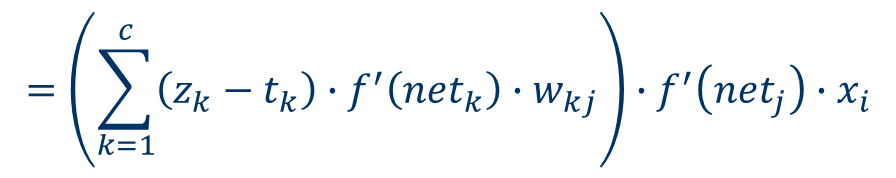 = (∑_{k=1}^{c} (z_k − t_k) · f′(net_k) · w_{kj}) · f′(net_j) · x_i